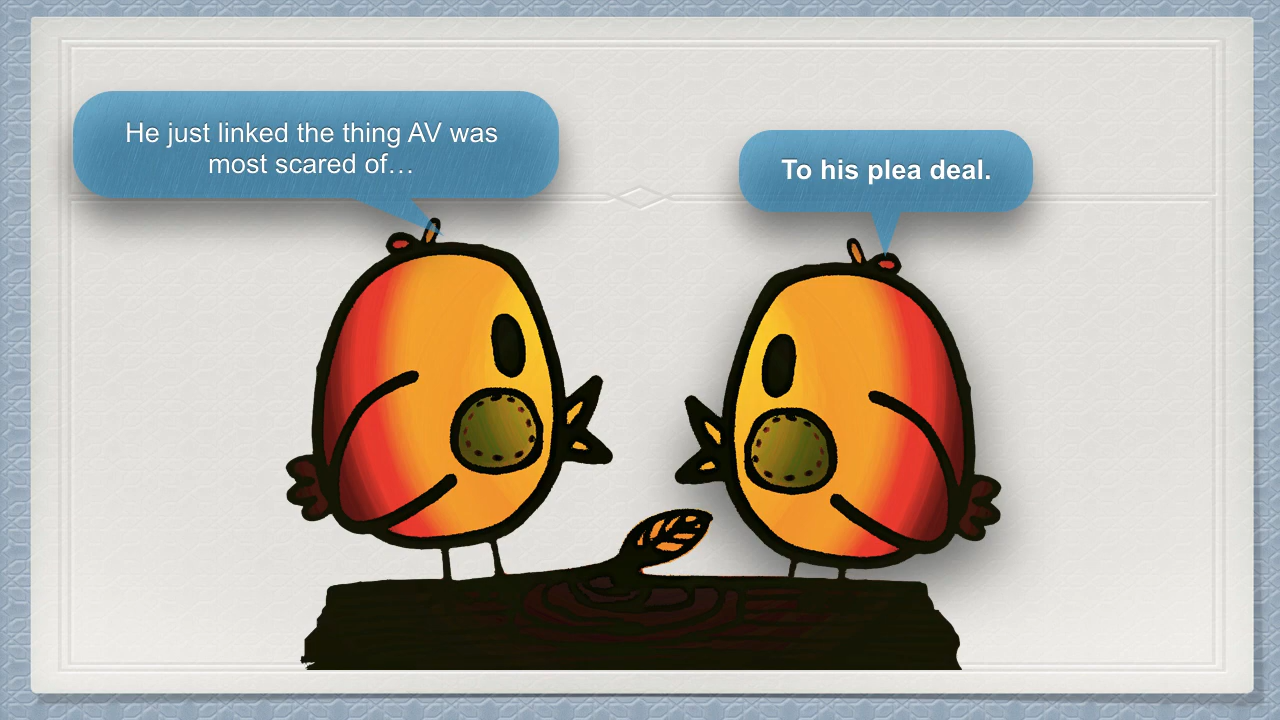 He just linked the thing AV was
most scared of…
To his plea deal.